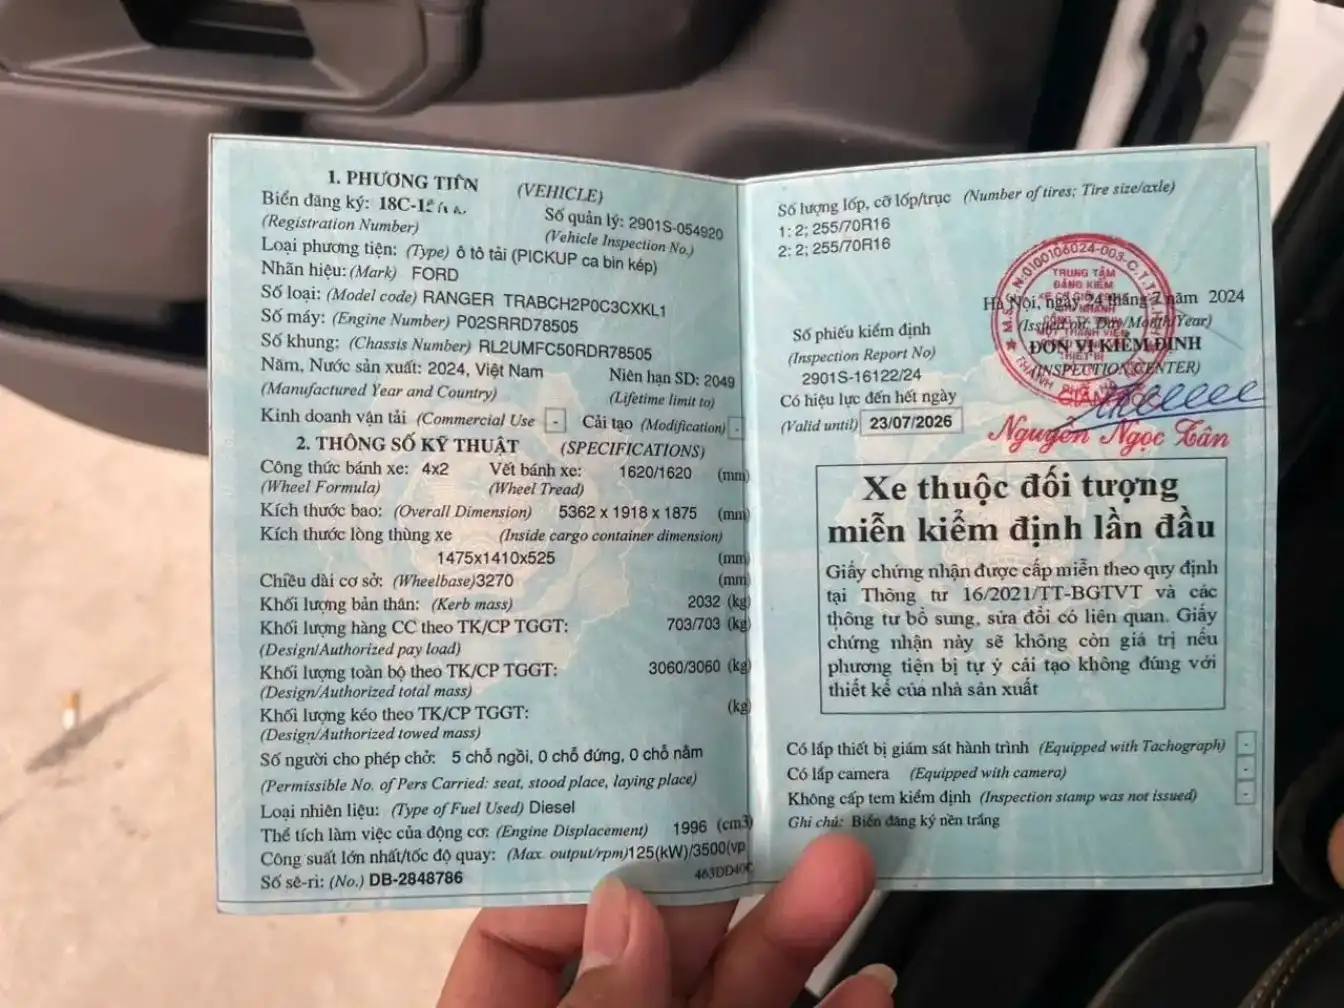 1. PHƯƠNG TIỆN (VEHICLE)
Biển đăng ký: 18C-1
(Registration Number)
Số quản lý: 2901S-054920
(Vehicle Inspection No.)
Loại phương tiện: (Type) ô tô tải (PICKUP ca bin kép)
Nhãn hiệu: (Mark) FORD
Số loại: (Model code) RANGER TRABCH2P0C3CXKL1
Số máy: (Engine Number) P02SRRD78505
Số khung: (Chassis Number) RL2UMFC50RDR78505
Năm, Nước sản xuất: 2024, Việt Nam
(Manufactured Year and Country)
Niên hạn SD: 2049
(Lifetime limit to)
Kinh doanh vận tải (Commercial Use - Cải tạo (Modification) -
2. THÔNG SỐ KỸ THUẬT (SPECIFICATIONS)
Công thức bánh xe: 4x2 Vết bánh xe: 1620/1620 (mm)
(Wheel Formula) (Wheel Tread)
Kích thước bao: (Overall Dimension) 5362 x 1918 x 1875 (mm
Kích thước lòng thùng xe (Inside cargo container dimension)
1475x1410x525 (mm
Chiều dài cơ sở: (Wheelbase)3270 (mm
Khối lượng bản thân: (Kerb mass) 2032 (kg
Khối lượng hàng CC theo TK/CP TGGT: 703/703 (kg
(Design/Authorized pay load)
Khối lượng toàn bộ theo TK/CP TGGT: 3060/3060 (kg
(Design/Authorized total mass)
Khối lượng kéo theo TK/CP TGGT: (kg
(Design/Authorized towed mass)
Số người cho phép chở: 5 chỗ ngồi, 0 chỗ đứng, 0 chỗ nằm
(Permissible No. of Pers Carried: seat, stood place, laying place)
Loại nhiên liệu: (Type of Fuel Used) Diesel
Thể tích làm việc của động cơ: (Engine Displacement) 1996 (cm3)
Công suất lớn nhất/tốc độ quay: (Max. output/rpm)125(kW)/3500(vp
Số sê-ri: (No.) DB-2848786
Số lượng lốp, cỡ lốp/trục (Number of tires; Tire size/axle)
1: 2; 255/70R16
2: 2; 255/70R16
Hà Nội, ngày 24 tháng 7 năm 2024
(Issued on: Day/Month/Year)
ĐƠN VỊ KIỂM ĐỊNH
(INSPECTION CENTER)
M.S.C.N:0100106024-003-C.T.T.N.H.H
TRUNG TÂM
ĐĂNG KIỂM
GIÁM ĐỐC
Nguyễn Ngọc Tân
Số phiếu kiểm định
(Inspection Report No)
2901S-16122/24
Có hiệu lực đến hết ngày
(Valid until) 23/07/2026
Xe thuộc đối tượng
miễn kiểm định lần đầu
Giấy chứng nhận được cấp miễn theo quy định
tại Thông tư 16/2021/TT-BGTVT và các
thông tư bổ sung, sửa đổi có liên quan. Giấy
chứng nhận này sẽ không còn giá trị nếu
phương tiện bị tự ý cải tạo không đúng với
thiết kế của nhà sản xuất
Có lắp thiết bị giám sát hành trình (Equipped with Tachograph) -
Có lắp camera (Equipped with camera) -
Không cấp tem kiểm định (Inspection stamp was not issued) -
Ghi chú: Biển đăng ký nền trắng